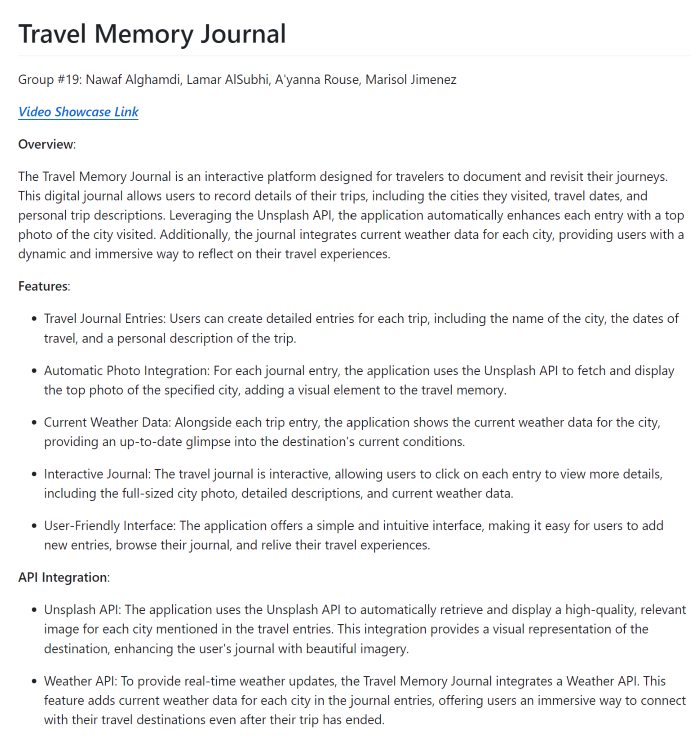 Travel Memory Journal
Group #19: Nawaf Alghamdi, Lamar AlSubhi, A'yanna Rouse, Marisol Jimenez
Video Showcase Link
Overview:
The Travel Memory Journal is an interactive platform designed for travelers to document and revisit their journeys.
This digital journal allows users to record details of their trips, including the cities they visited, travel dates, and
personal trip descriptions. Leveraging the Unsplash API, the application automatically enhances each entry with a top
photo of the city visited. Additionally, the journal integrates current weather data for each city, providing users with a
dynamic and immersive way to reflect on their travel experiences.
Features:
• Travel Journal Entries: Users can create detailed entries for each trip, including the name of the city, the dates of
travel, and a personal description of the trip.
• Automatic Photo Integration: For each journal entry, the application uses the Unsplash API to fetch and display
the top photo of the specified city, adding a visual element to the travel memory.
• Current Weather Data: Alongside each trip entry, the application shows the current weather data for the city,
providing an up-to-date glimpse into the destination's current conditions.
• Interactive Journal: The travel journal is interactive, allowing users to click on each entry to view more details,
including the full-sized city photo, detailed descriptions, and current weather data.
• User-Friendly Interface: The application offers a simple and intuitive interface, making it easy for users to add
new entries, browse their journal, and relive their travel experiences.
API Integration:
• Unsplash API: The application uses the Unsplash API to automatically retrieve and display a high-quality, relevant
image for each city mentioned in the travel entries. This integration provides a visual representation of the
destination, enhancing the user's journal with beautiful imagery.
• Weather API: To provide real-time weather updates, the Travel Memory Journal integrates a Weather API. This
feature adds current weather data for each city in the journal entries, offering users an immersive way to connect
with their travel destinations even after their trip has ended.